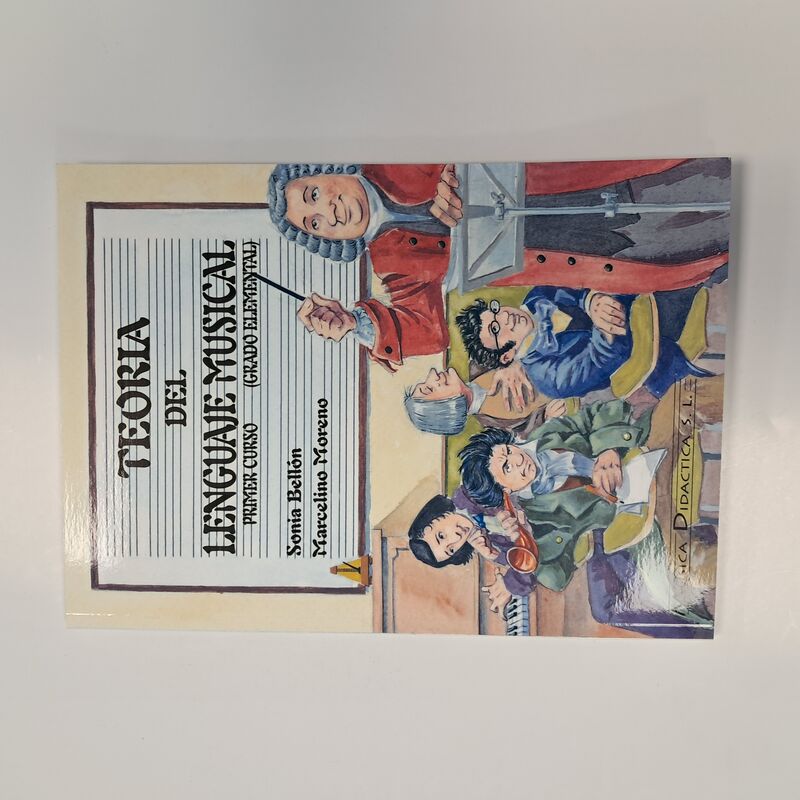 TEORIA
DEL
LENGUAJE MUSICAL
PRIMER CURSO (GRADO ELEMENTAL)
Sonia Bellón
Marcelino Moreno
DIDACTICA, S. L.